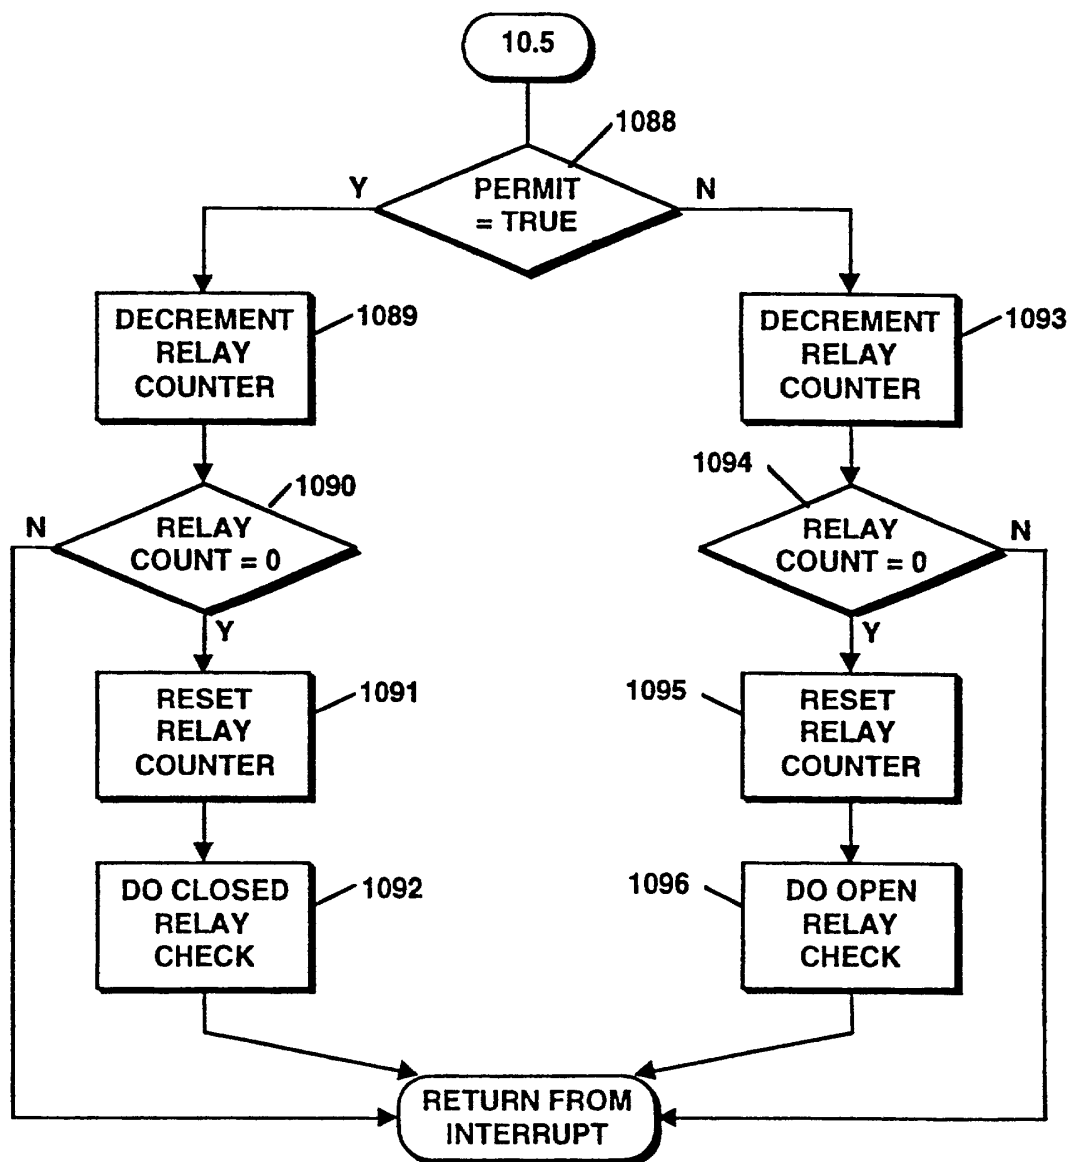 10.5
1088
Y
PERMIT
= TRUE
N
DECREMENT
RELAY
COUNTER
1089
DECREMENT
RELAY
COUNTER
1093
1090
N
RELAY
COUNT = 0
Y
1094
RELAY
COUNT = 0
N
Y
RESET
RELAY
COUNTER
1091
1095
RESET
RELAY
COUNTER
DO CLOSED
RELAY
CHECK
1092
1096
DO OPEN
RELAY
CHECK
RETURN FROM
INTERRUPT